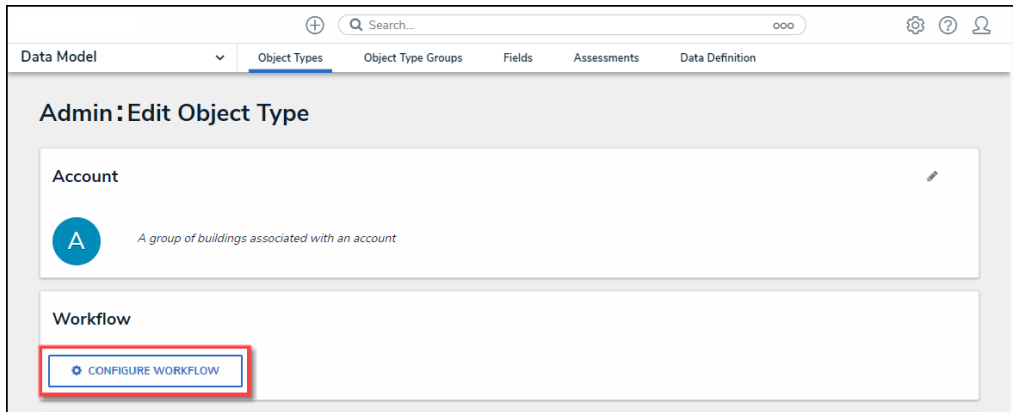 Search...
Data Model Object Types Object Type Groups Fields Assessments Data Definition
Admin:Edit Object Type
Account
A A group of buildings associated with an account
Workflow
CONFIGURE WORKFLOW